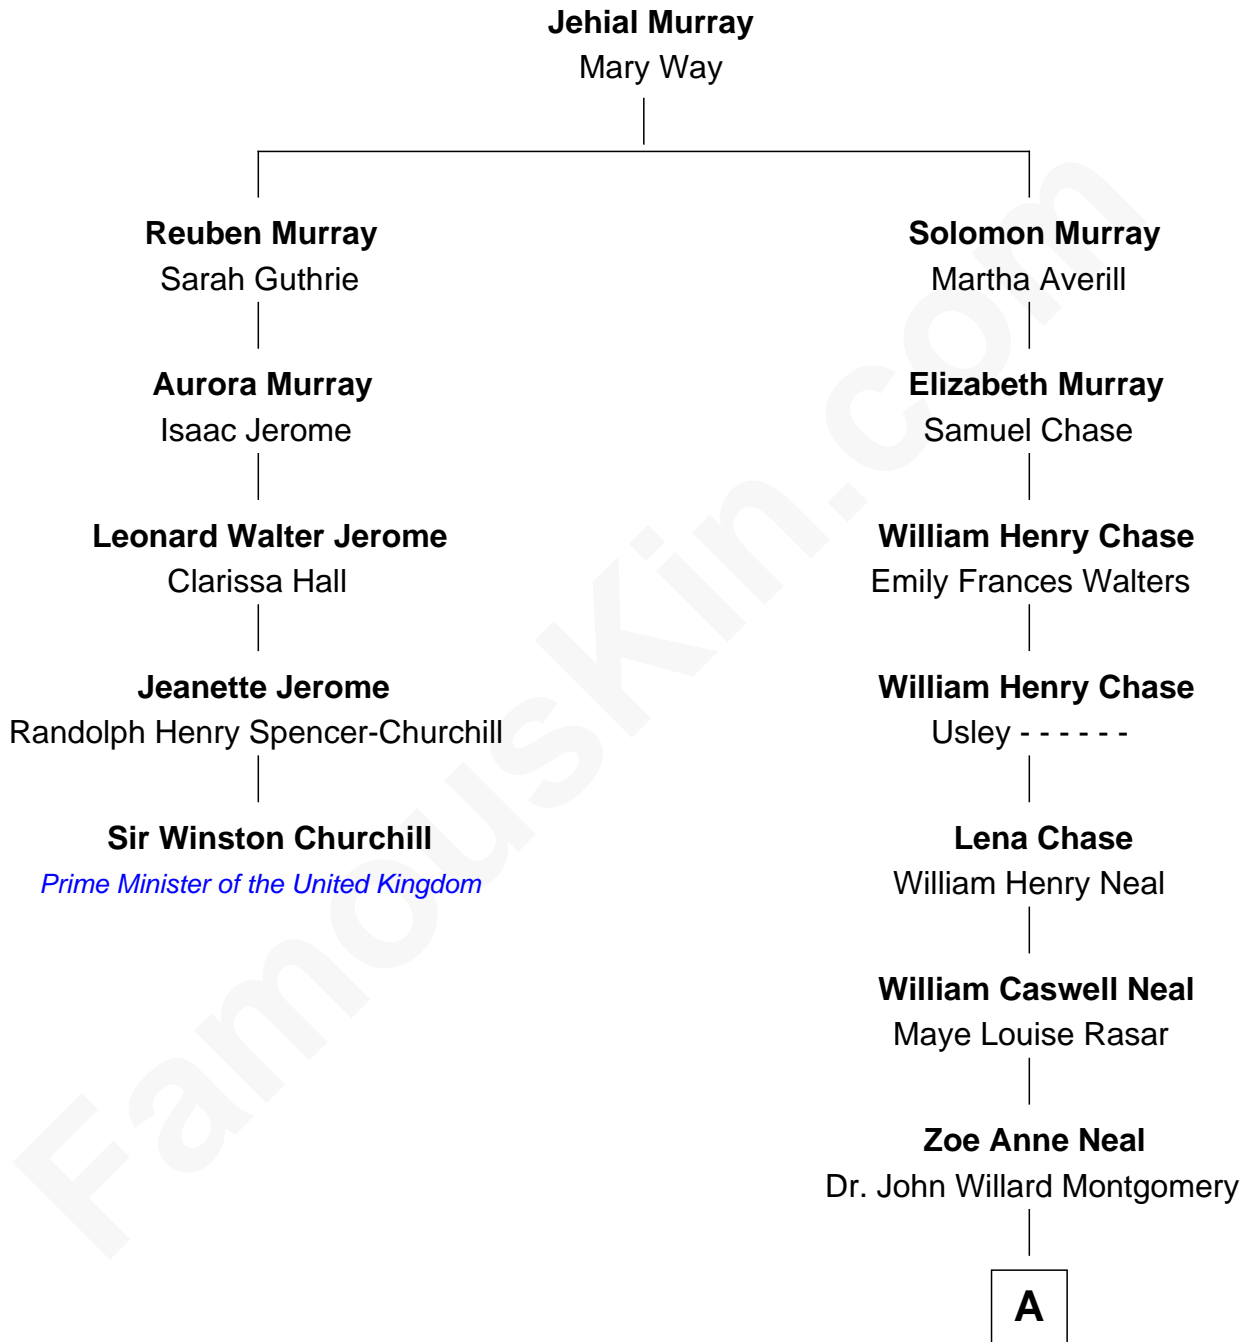 Jehial Murray
Mary Way
Reuben Murray
Sarah Guthrie
Aurora Murray
Isaac Jerome
Leonard Walter Jerome
Clarissa Hall
Jeanette Jerome
Randolph Henry Spencer-Churchill
Sir Winston Churchill
Prime Minister of the United Kingdom
Solomon Murray
Martha Averill
Elizabeth Murray
Samuel Chase
William Henry Chase
Emily Frances Walters
William Henry Chase
Usley - - - - - -
Lena Chase
William Henry Neal
William Caswell Neal
Maye Louise Rasar
Zoe Anne Neal
Dr. John Willard Montgomery
A
FamousKin.com